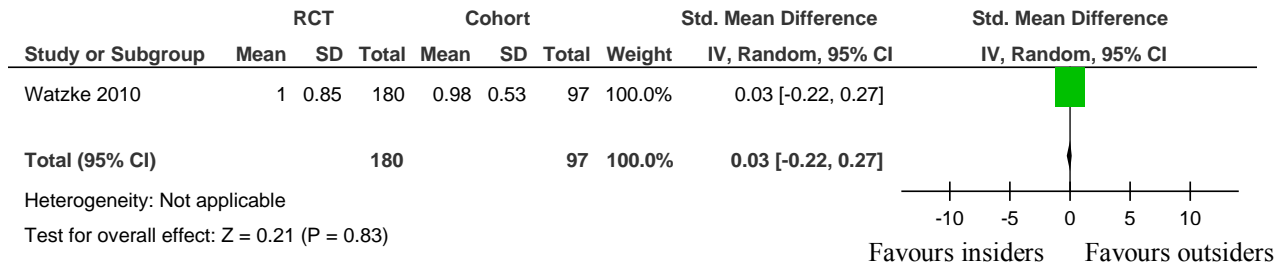 RCT Cohort Std. Mean Difference Std. Mean Difference
Study or Subgroup Mean SD Total Mean SD Total Weight IV, Random, 95% CI IV, Random, 95% CI
Watzke 2010 1 0.85 180 0.98 0.53 97 100.0% 0.03 [-0.22, 0.27]
Total (95% CI) 180 97 100.0% 0.03 [-0.22, 0.27]
Heterogeneity: Not applicable
Test for overall effect: Z = 0.21 (P = 0.83)
-10 -5 0 5 10
Favours insiders Favours outsiders